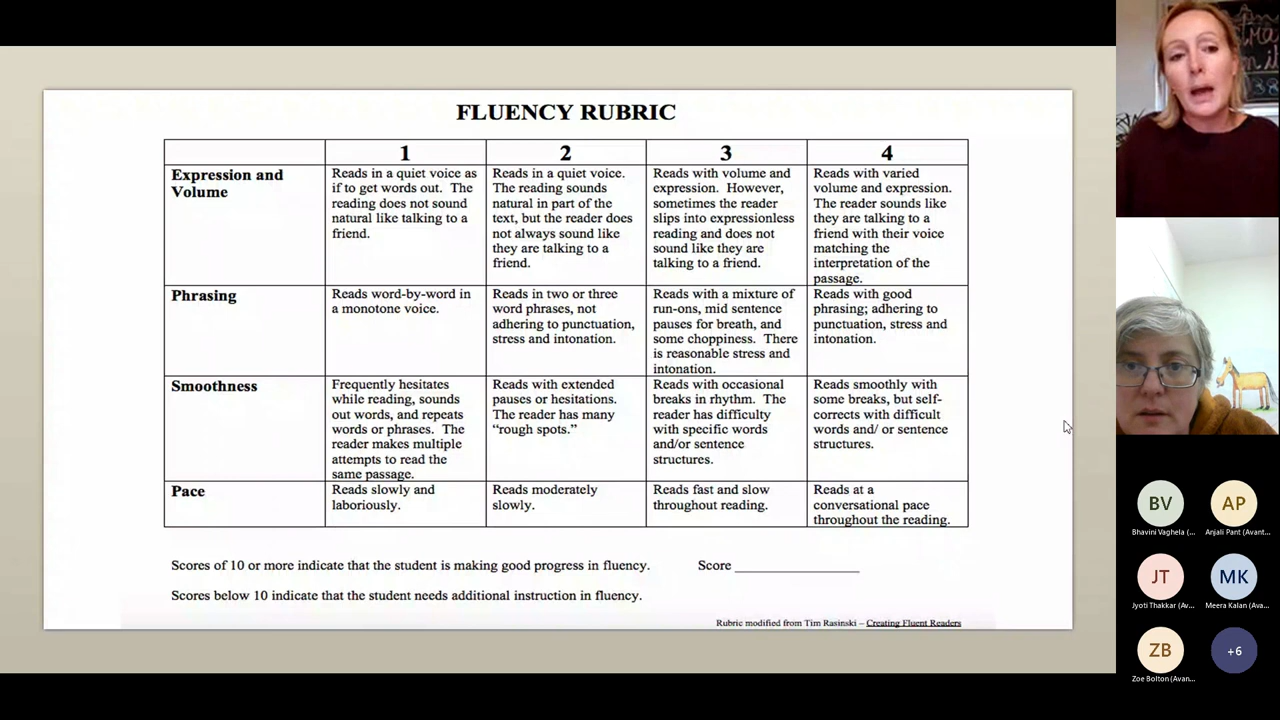 FLUENCY RUBRIC
1 2 3 4
Expression and
Volume
Reads in a quiet voice as
if to get words out. The
reading does not sound
natural like talking to a
friend.
Reads in a quiet voice.
The reading sounds
natural in part of the
text, but the reader does
not always sound like
they are talking to a
friend.
Reads with volume and
expression. However,
sometimes the reader
slips into expressionless
reading and does not
sound like they are
talking to a friend.
Reads with varied
volume and expression.
The reader sounds like
they are talking to a
friend with their voice
matching the
interpretation of the
passage.
Phrasing
Reads word-by-word in
a monotone voice.
Reads in two or three
word phrases, not
adhering to punctuation,
stress and intonation.
Reads with a mixture of
run-ons, mid sentence
pauses for breath, and
some choppiness. There
is reasonable stress and
intonation.
Reads with good
phrasing; adhering to
punctuation, stress and
intonation.
Smoothness
Frequently hesitates
while reading, sounds
out words, and repeats
words or phrases. The
reader makes multiple
attempts to read the
same passage.
Reads with extended
pauses or hesitations.
The reader has many
“rough spots.”
Reads with occasional
breaks in rhythm. The
reader has difficulty
with specific words
and/or sentence
structures.
Reads smoothly with
some breaks, but self-
corrects with difficult
words and/ or sentence
structures.
Pace
Reads slowly and
laboriously.
Reads moderately
slowly.
Reads fast and slow
throughout reading.
Reads at a
conversational pace
throughout the reading.
Scores of 10 or more indicate that the student is making good progress in fluency.
Score
Scores below 10 indicate that the student needs additional instruction in fluency.
Rubric modified from Tim Rasinski – Creating Fluent Readers
BV
Bhavini Vaghela (...
AP
Anjali Pant (Avant...
JT
Jyoti Thakkar (Av...
MK
Meera Kalan (Ava...
ZB
Zoe Bolton (Avan...
+6